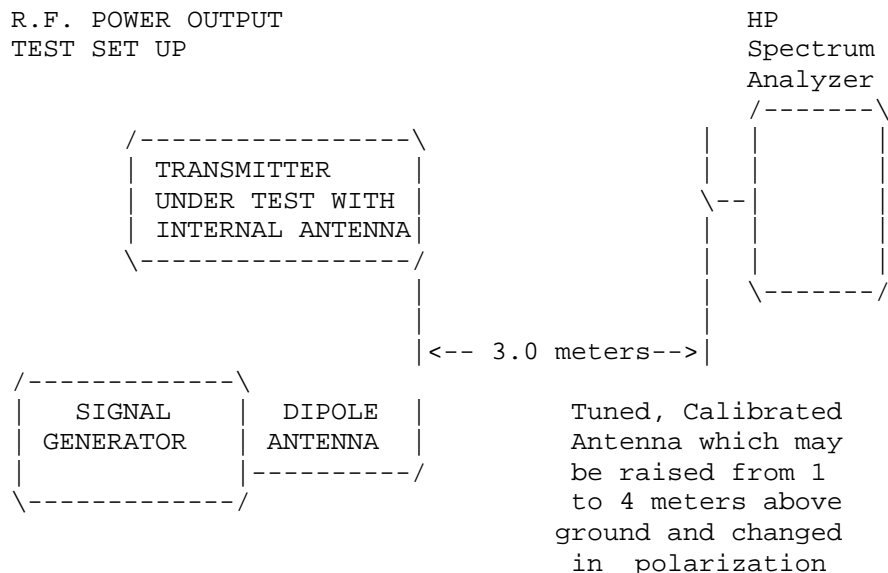 R.F. POWER OUTPUT
TEST SET UP
HP
Spectrum
Analyzer
TRANSMITTER
UNDER TEST WITH
INTERNAL ANTENNA
<-- 3.0 meters-->
SIGNAL
GENERATOR
DIPOLE
ANTENNA
Tuned, Calibrated
Antenna which may
be raised from 1
to 4 meters above
ground and changed
in polarization